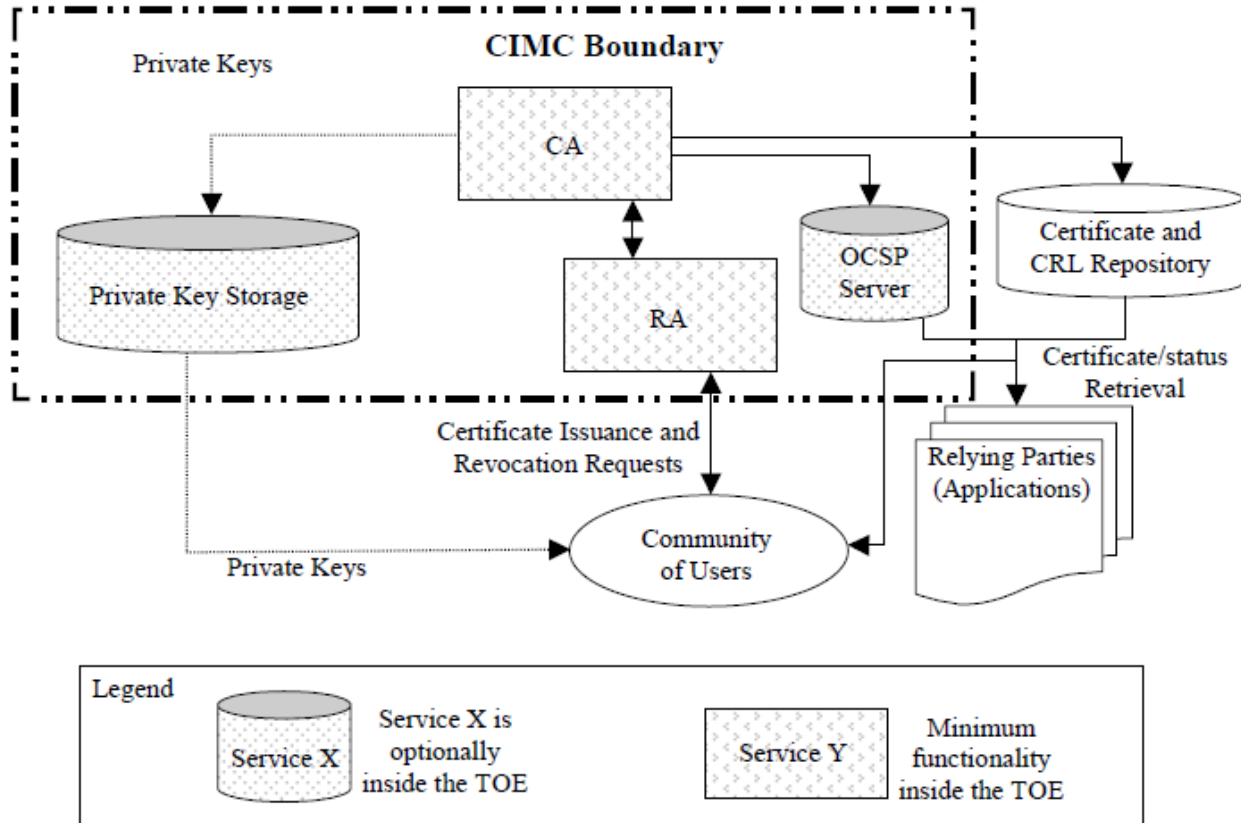 CIMC Boundary
Private Keys
CA
Private Key Storage
OCSP
Server
Certificate and
CRL Repository
RA
Certificate/status
Retrieval
Certificate Issuance and
Revocation Requests
Relying Parties
(Applications)
Community
of Users
Private Keys
Legend
Service X
Service X is
optionally
inside the TOE
Service Y
Minimum
functionality
inside the TOE